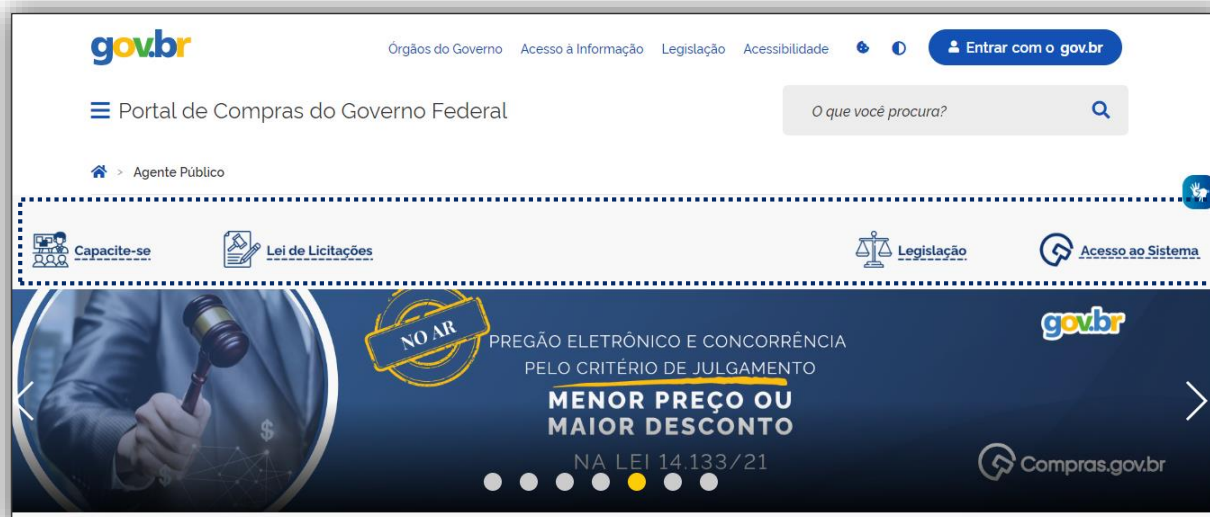 gov.br
Órgãos do Governo Acesso à Informação Legislação Acessibilidade Entrar com o gov.br
Portal de Compras do Governo Federal
O que você procura?
> Agente Público
Capacite-se Lei de Licitações Legislação Acesso ao Sistema
NO AR
gov.br
PREGÃO ELETRÔNICO E CONCORRÊNCIA
PELO CRITÉRIO DE JULGAMENTO
MENOR PREÇO OU
MAIOR DESCONTO
NA LEI 14.133/21
Compras.gov.br